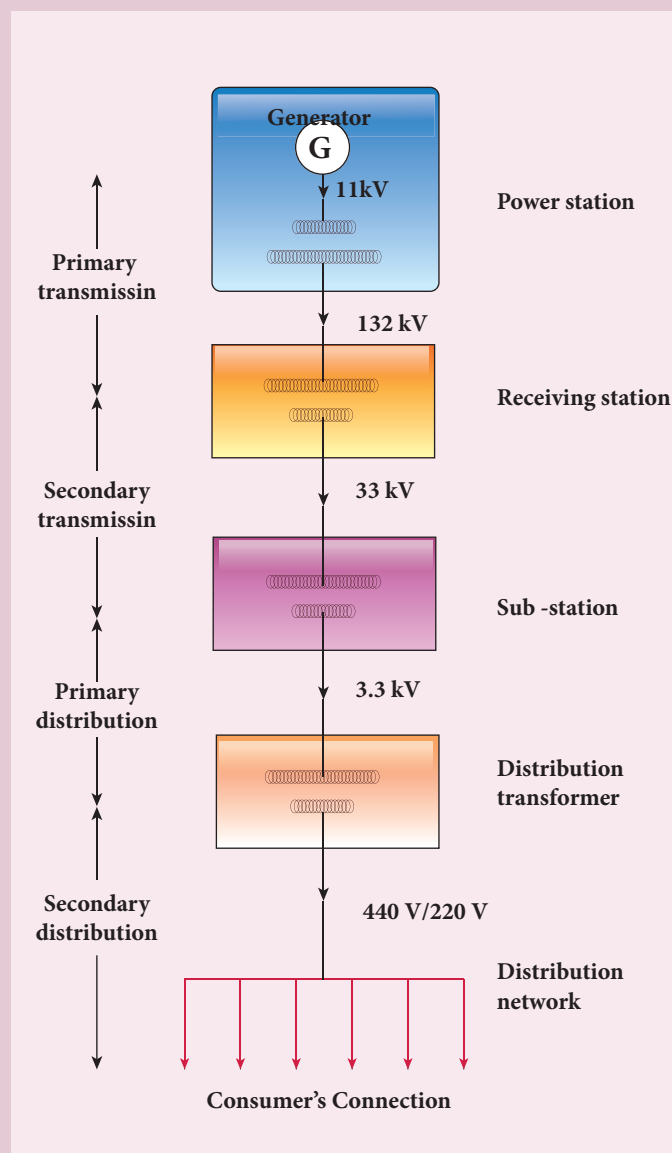 Generator
G
11kV
Power station
Primary
transmissin
132 kV
Receiving station
Secondary
transmissin
33 kV
Sub -station
Primary
distribution
3.3 kV
Distribution
transformer
Secondary
distribution
440 V/220 V
Distribution
network
Consumer's Connection